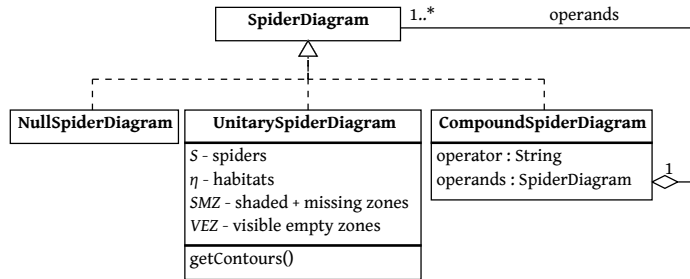 SpiderDiagram
1..*
operands
NullSpiderDiagram
UnitarySpiderDiagram
S - spiders
η - habitats
SMZ - shaded + missing zones
VEZ - visible empty zones
getContours()
CompoundSpiderDiagram
operator : String
operands : SpiderDiagram
1